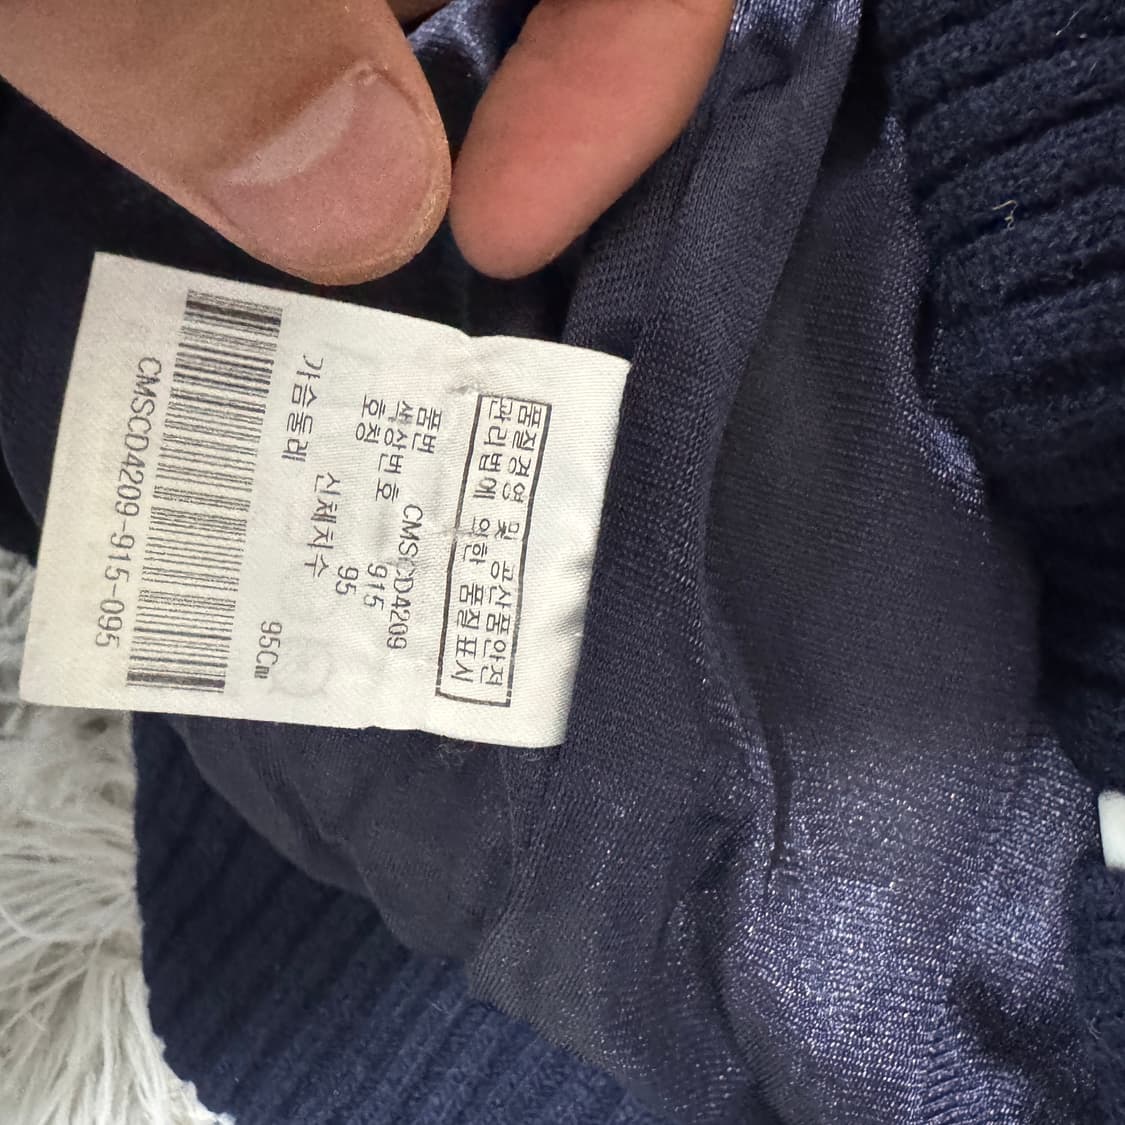 품질경영 및 공산품안전
관리법에 의한 품질표시
품번 CMSCD4209
색상번호 915
호칭 95
신체치수
가슴둘레 95Cm
CMSCD4209-915-095